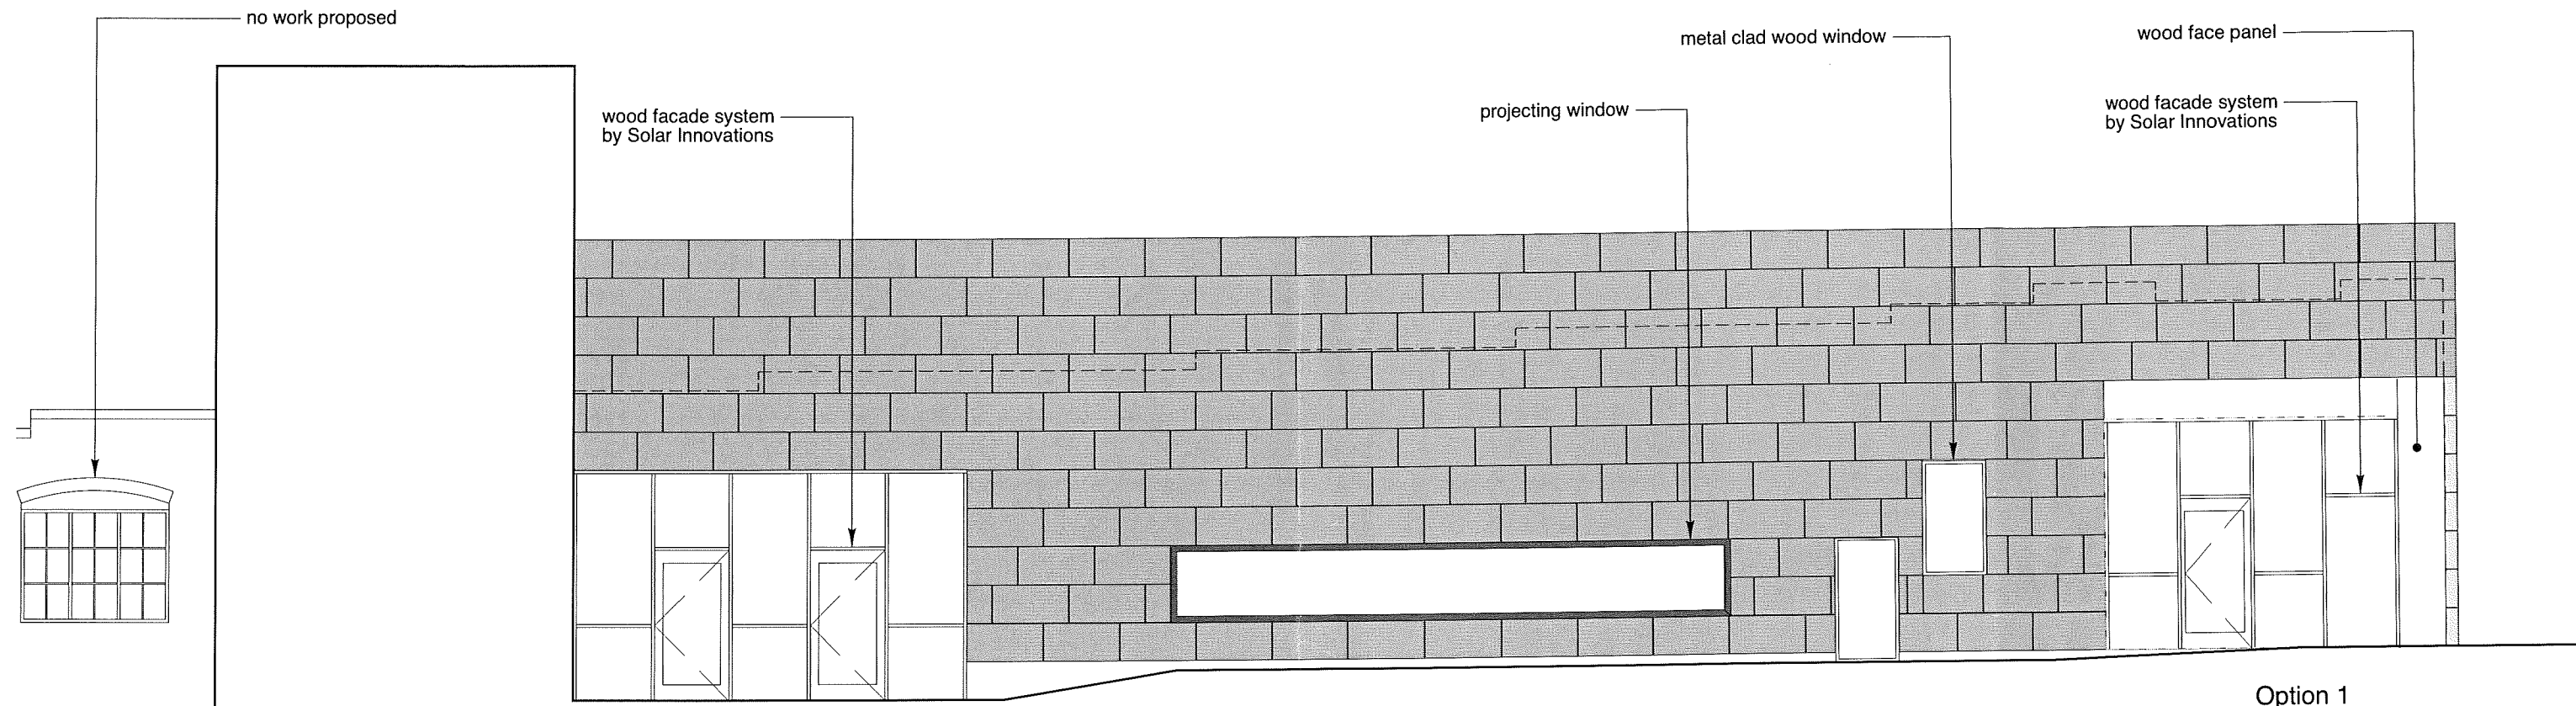 no work proposed
wood facade system
by Solar Innovations
projecting window
metal clad wood window
wood face panel
wood facade system
by Solar Innovations
Option 1